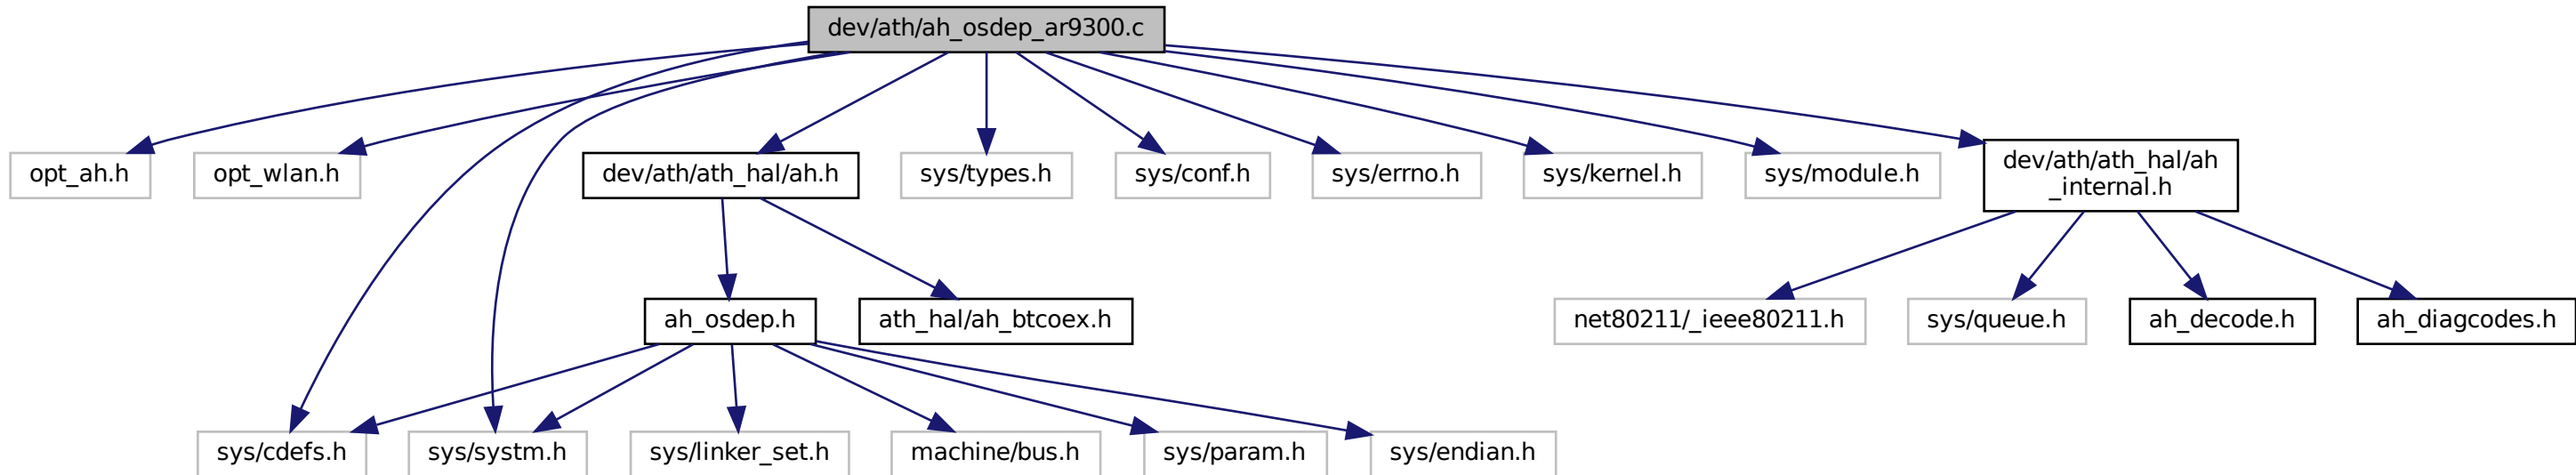 dev/ath/ah_osdep_ar9300.c
opt_ah.h
opt_wlan.h
dev/ath/ath_hal/ah.h
sys/types.h
sys/conf.h
sys/errno.h
sys/kernel.h
sys/module.h
dev/ath/ath_hal/ah
_internal.h
ah_osdep.h
ath_hal/ah_btcoex.h
net80211/_ieee80211.h
sys/queue.h
ah_decode.h
ah_diagcodes.h
sys/cdefs.h
sys/systm.h
sys/linker_set.h
machine/bus.h
sys/param.h
sys/endian.h